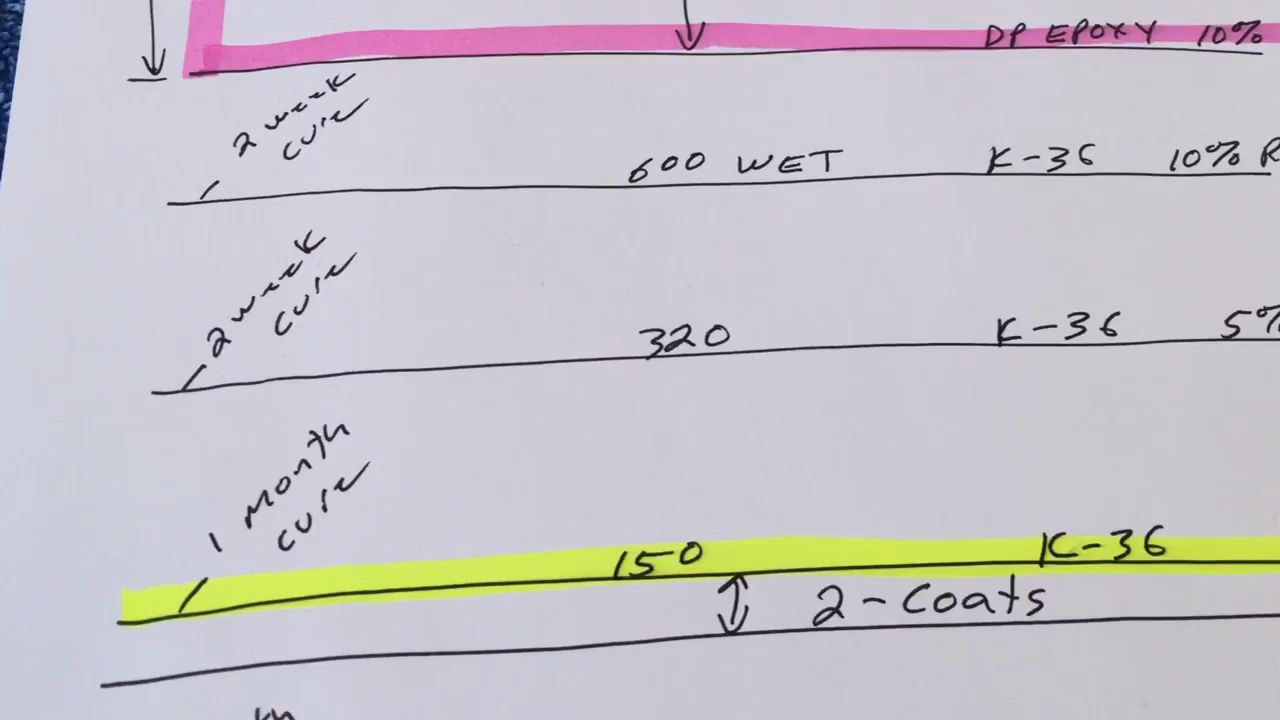 DP EPOXY 10%
2 week
cure
600 WET K-36 10% R
2 week
cure
320 K-36 5%
1 MONTH
cure
150 K-36
2-coats